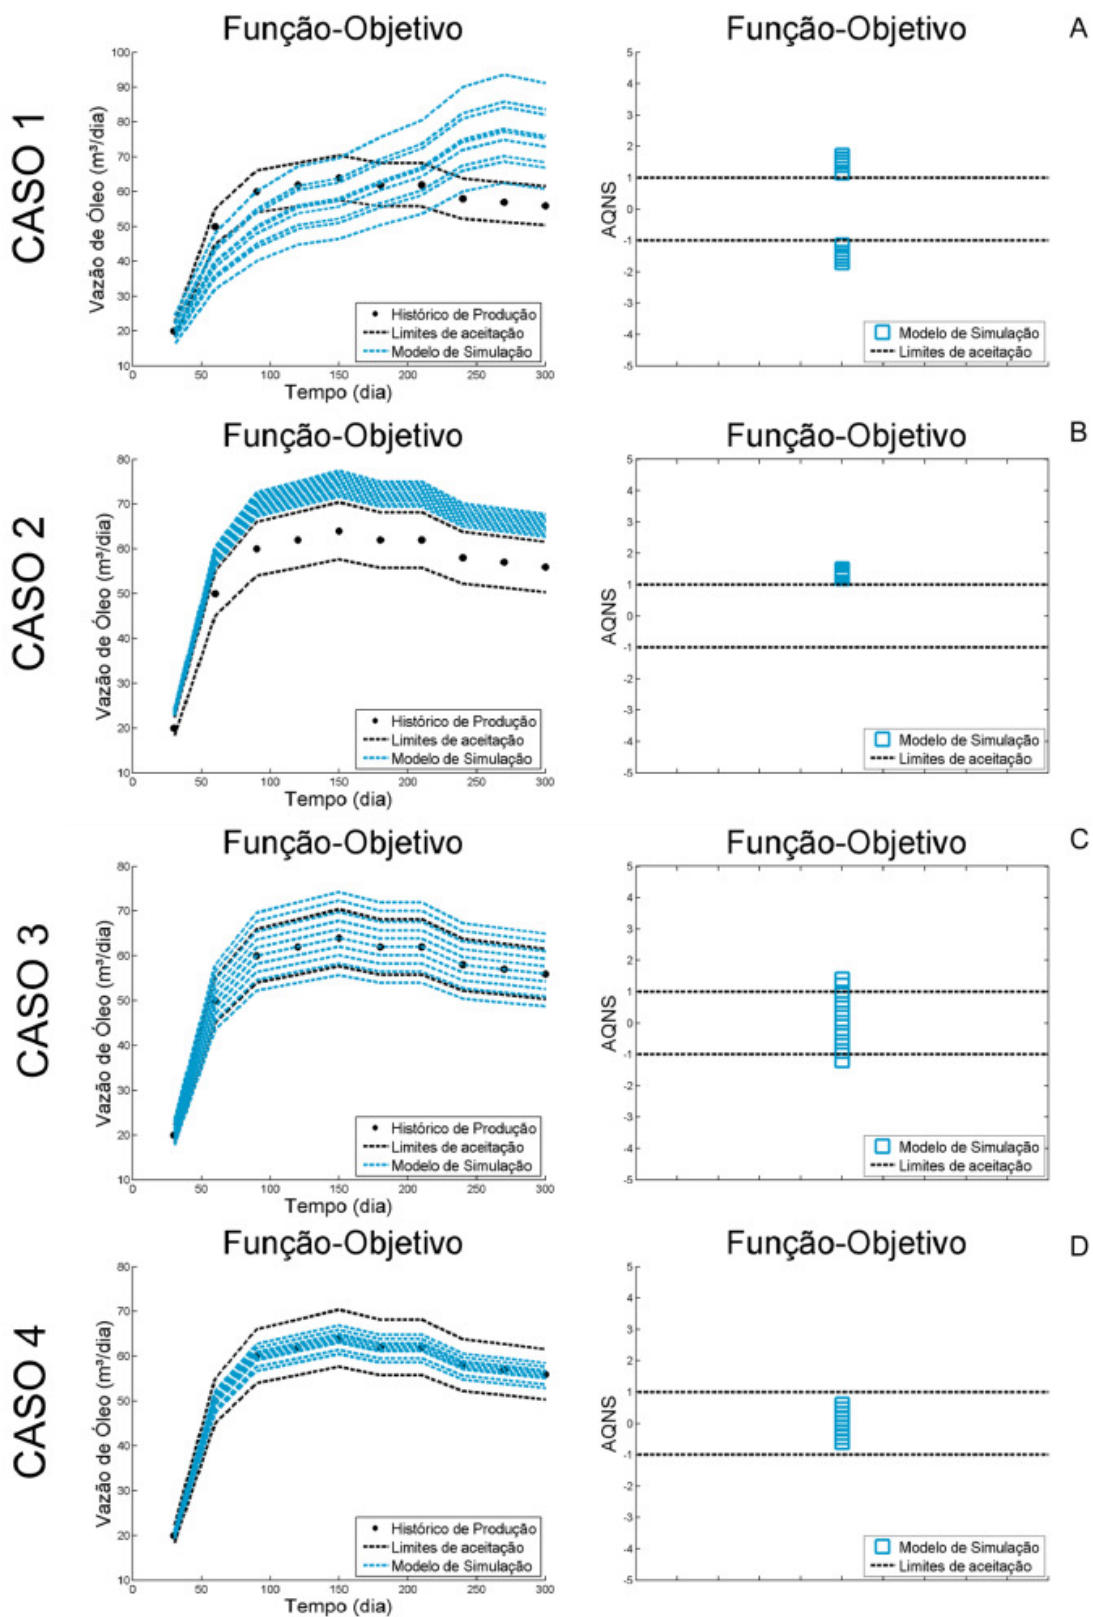 CASO 1
Função-Objetivo
Vazão de Óleo (m³/dia)
100
90
80
70
60
50
40
30
20
10
0 50 100 150 200 250 300
Tempo (dia)
Histórico de Produção
Limites de aceitação
Modelo de Simulação
Função-Objetivo
A
AQNS
5
4
3
2
1
0
-1
-2
-3
-4
-5
Modelo de Simulação
Limites de aceitação
CASO 2
Função-Objetivo
Vazão de Óleo (m³/dia)
80
70
60
50
40
30
20
10
0 50 100 150 200 250 300
Tempo (dia)
Histórico de Produção
Limites de aceitação
Modelo de Simulação
Função-Objetivo
B
AQNS
5
4
3
2
1
0
-1
-2
-3
-4
-5
Modelo de Simulação
Limites de aceitação
CASO 3
Função-Objetivo
Vazão de Óleo (m³/dia)
80
70
60
50
40
30
20
10
0 50 100 150 200 250 300
Tempo (dia)
Histórico de Produção
Limites de aceitação
Modelo de Simulação
Função-Objetivo
C
AQNS
5
4
3
2
1
0
-1
-2
-3
-4
-5
Modelo de Simulação
Limites de aceitação
CASO 4
Função-Objetivo
Vazão de Óleo (m³/dia)
80
70
60
50
40
30
20
10
0 50 100 150 200 250 300
Tempo (dia)
Histórico de Produção
Limites de aceitação
Modelo de Simulação
Função-Objetivo
D
AQNS
5
4
3
2
1
0
-1
-2
-3
-4
-5
Modelo de Simulação
Limites de aceitação